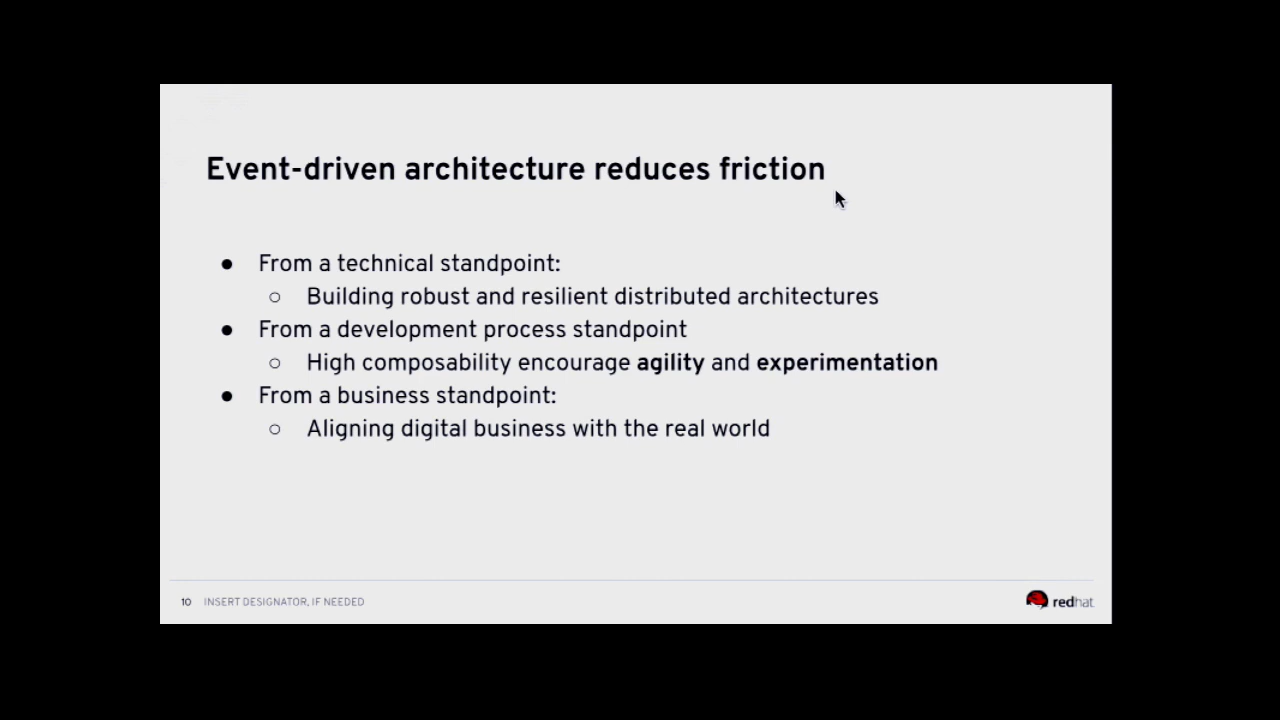 Event-driven architecture reduces friction
● From a technical standpoint:
○ Building robust and resilient distributed architectures
● From a development process standpoint
○ High composability encourage agility and experimentation
● From a business standpoint:
○ Aligning digital business with the real world
10 INSERT DESIGNATOR, IF NEEDED
redhat